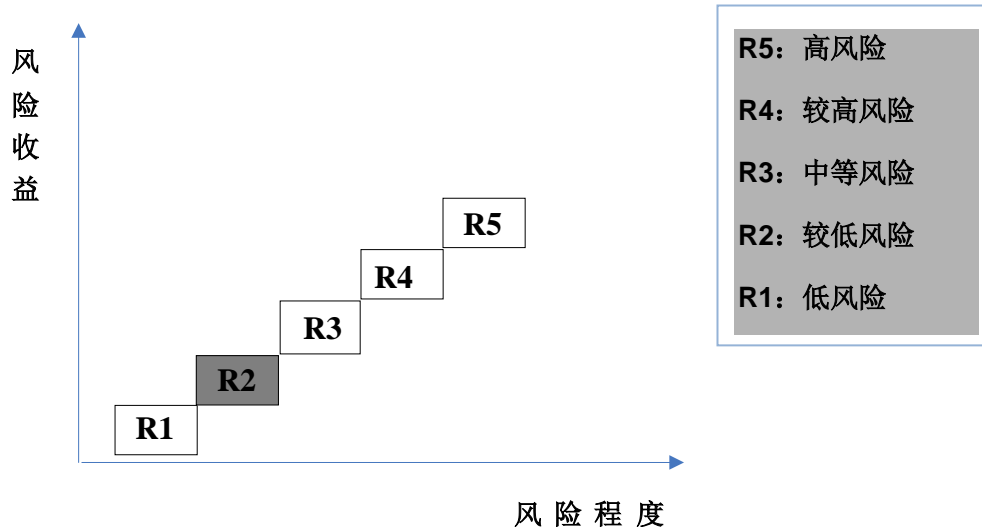 风
险
收
益
R5
R4
R3
R2
R1
风 险 程 度
R5：高风险
R4：较高风险
R3：中等风险
R2：较低风险
R1：低风险